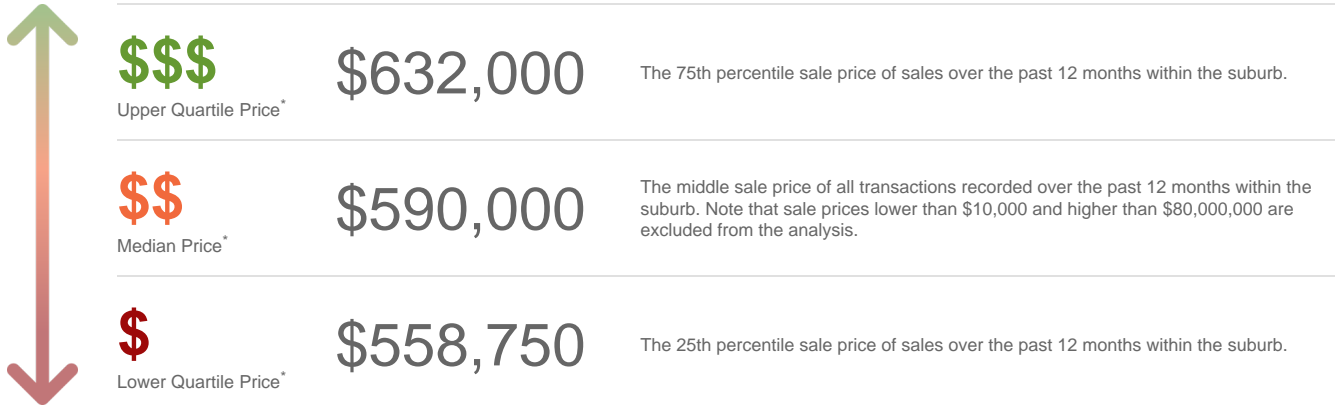 $$$
Upper Quartile Price*
$632,000
The 75th percentile sale price of sales over the past 12 months within the suburb.
$$
Median Price*
$590,000
The middle sale price of all transactions recorded over the past 12 months within the
suburb. Note that sale prices lower than $10,000 and higher than $80,000,000 are
excluded from the analysis.
$
Lower Quartile Price*
$558,750
The 25th percentile sale price of sales over the past 12 months within the suburb.